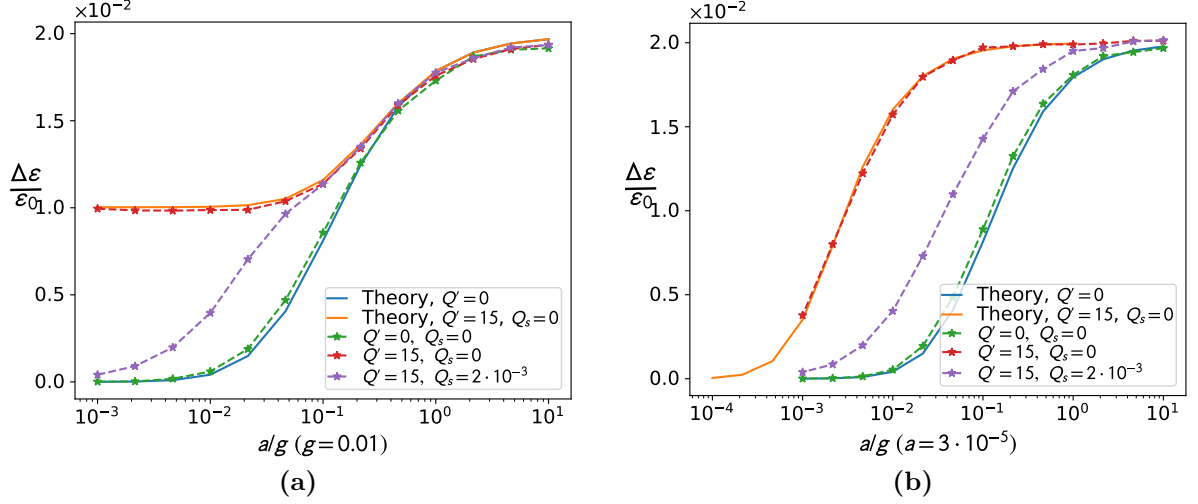 ×10⁻²
2.0
1.5
Δε/ε₀
1.0
0.5
0.0
Theory, Q′=0
Theory, Q′=15, Qₛ=0
Q′=0, Qₛ=0
Q′=15, Qₛ=0
Q′=15, Qₛ=2·10⁻³
10⁻³ 10⁻² 10⁻¹ 10⁰ 10¹
a/g (g=0.01)
(a)
×10⁻²
2.0
1.5
Δε/ε₀
1.0
0.5
0.0
Theory, Q′=0
Theory, Q′=15, Qₛ=0
Q′=0, Qₛ=0
Q′=15, Qₛ=0
Q′=15, Qₛ=2·10⁻³
10⁻⁴ 10⁻³ 10⁻² 10⁻¹ 10⁰ 10¹
a/g (a=3·10⁻⁵)
(b)